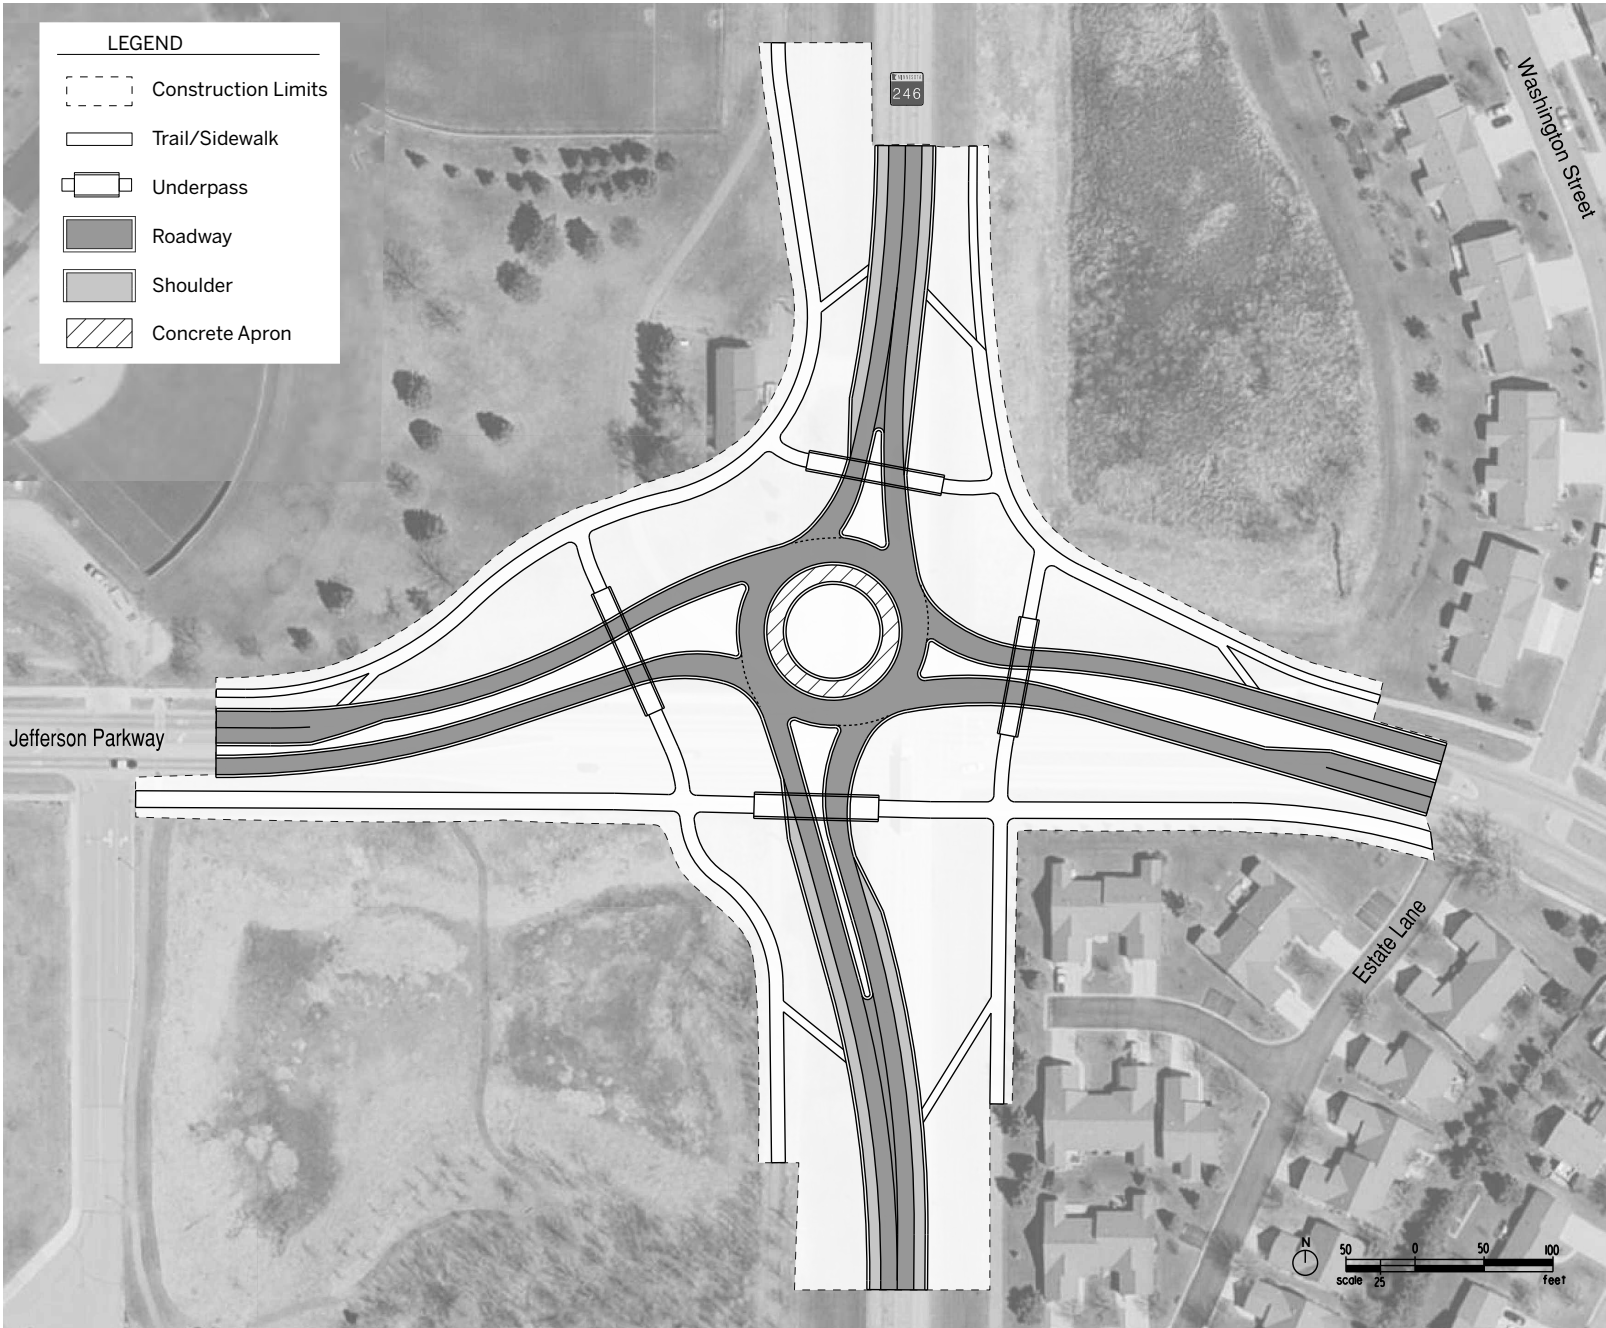 LEGEND
Construction Limits
Trail/Sidewalk
Underpass
Roadway
Shoulder
Concrete Apron
MINNESOTA
246
Washington Street
Jefferson Parkway
Estate Lane
N
50 0 50 100
scale 25 feet